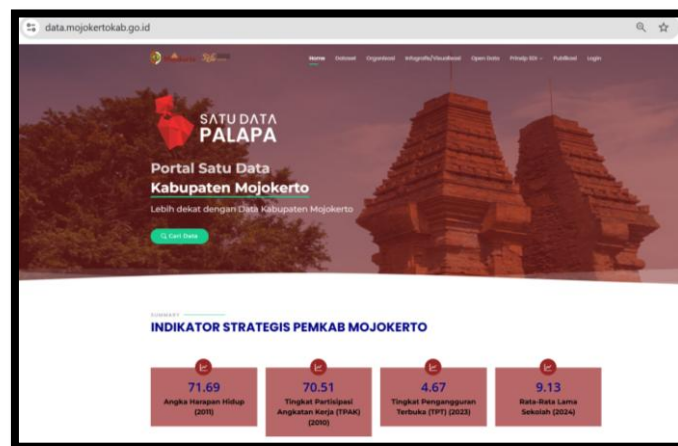 data.mojokertokab.go.id
Home Dataset Organisasi Infografis/Visualisasi Open Data Prinsip SDI Publikasi Login
SATU DATA
PALAPA
Portal Satu Data
Kabupaten Mojokerto
Lebih dekat dengan Data Kabupaten Mojokerto
Cari Data
SUMMARY
INDIKATOR STRATEGIS PEMKAB MOJOKERTO
71.69
Angka Harapan Hidup
(2011)
70.51
Tingkat Partisipasi
Angkatan Kerja (TPAK)
(2010)
4.67
Tingkat Pengangguran
Terbuka (TPT) (2023)
9.13
Rata-Rata Lama
Sekolah (2024)